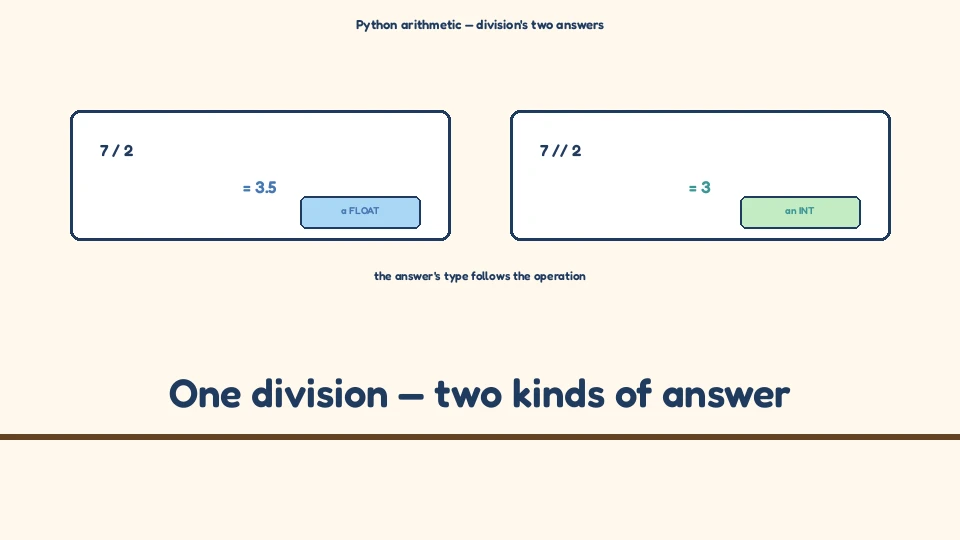 Python arithmetic — division's two answers
7 / 2
= 3.5
a FLOAT
7 // 2
= 3
an INT
the answer's type follows the operation
One division — two kinds of answer